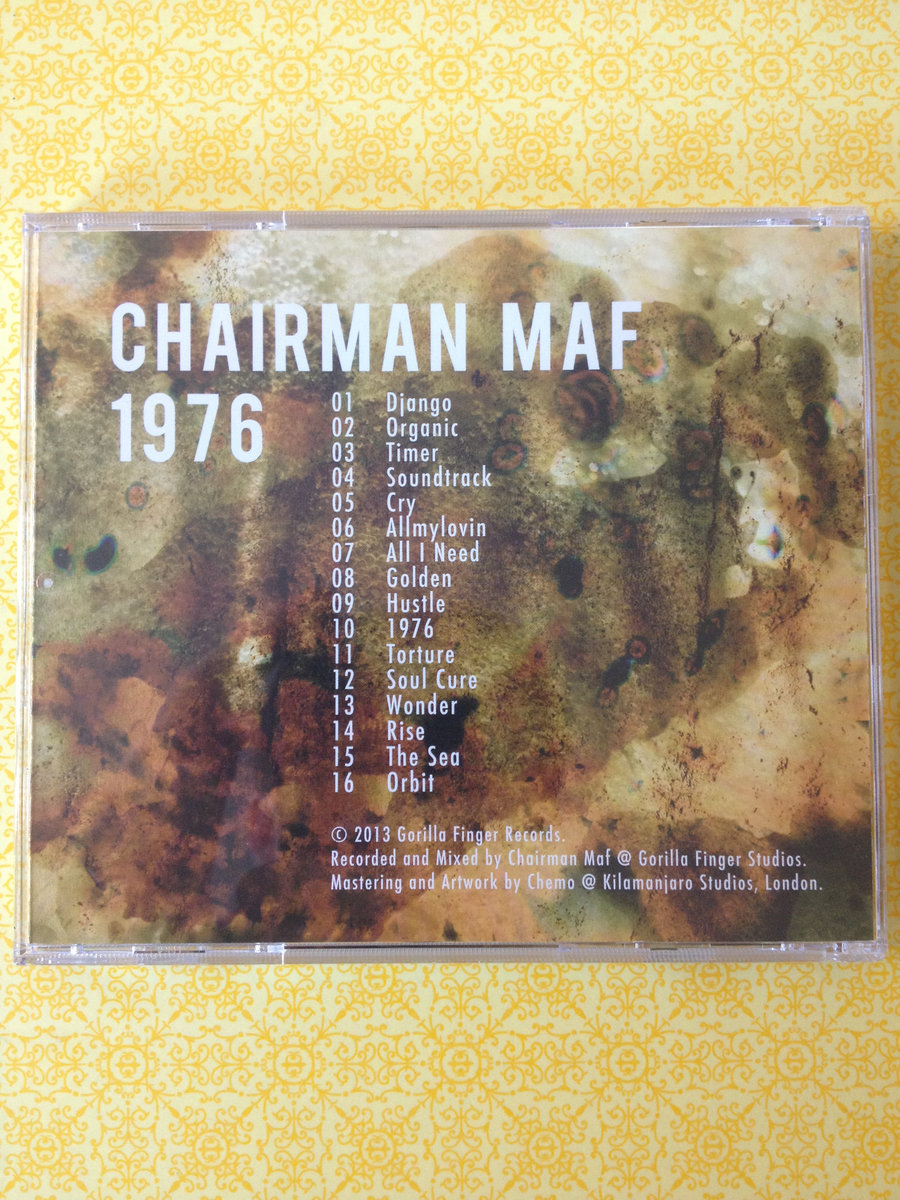 CHAIRMAN MAF
1976
01 Django
02 Organic
03 Timer
04 Soundtrack
05 Cry
06 Allmylovin
07 All I Need
08 Golden
09 Hustle
10 1976
11 Torture
12 Soul Cure
13 Wonder
14 Rise
15 The Sea
16 Orbit
© 2013 Gorilla Finger Records.
Recorded and Mixed by Chairman Maf @ Gorilla Finger Studios.
Mastering and Artwork by Chemo @ Kilamanjaro Studios, London.